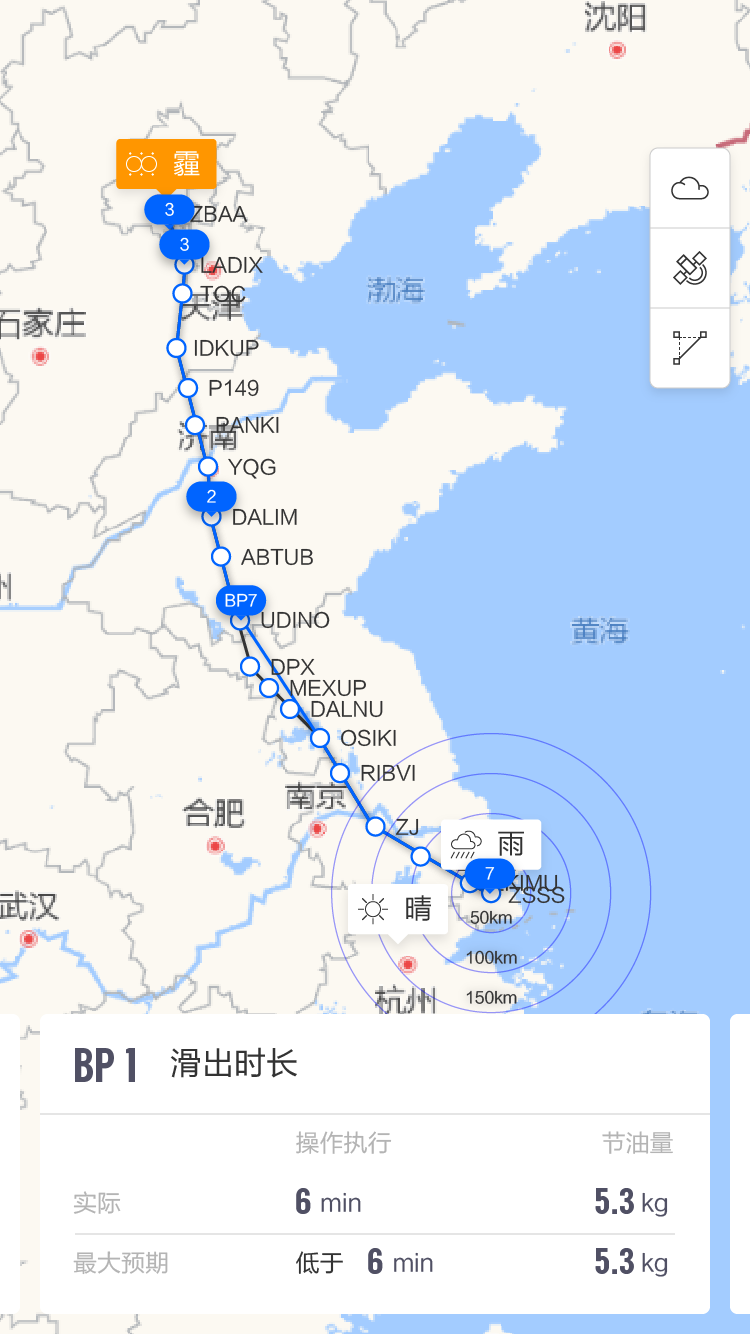 沈阳
霾
3
ZBAA
3
LADIX
TOC
天津
渤海
石家庄
IDKUP
P149
PANKI
济南
YQG
2
DALIM
ABTUB
州
BP7
UDINO
黄海
DPX
MEXUP
DALNU
OSIKI
RIBVI
南京
合肥
ZJ
雨
7
KIMU
ZSSS
武汉
晴
50km
100km
杭州
150km
BP 1 滑出时长
操作执行 节油量
实际 6 min 5.3 kg
最大预期 低于 6 min 5.3 kg